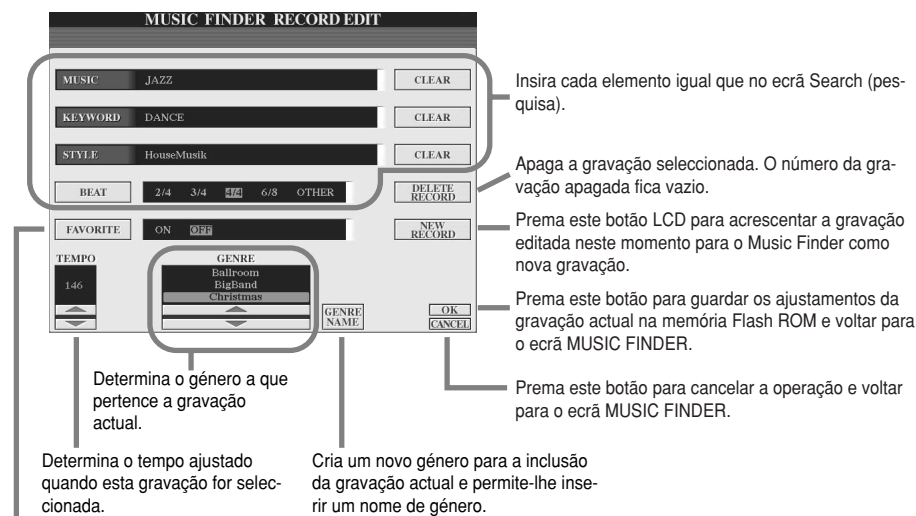 MUSIC FINDER RECORD EDIT
MUSIC JAZZ CLEAR
KEYWORD DANCE CLEAR
STYLE HouseMusik CLEAR
BEAT 2/4 3/4 4/4 6/8 OTHER DELETE
RECORD
FAVORITE ON OFF NEW
RECORD
TEMPO
146
GENRE
Ballroom
BigBand
Christmas
GENRE
NAME
OK
CANCEL
Insira cada elemento igual que no ecrã Search (pes-
quisa).
Apaga a gravação seleccionada. O número da gra-
vação apagada fica vazio.
Prema este botão LCD para acrescentar a gravação
editada neste momento para o Music Finder como
nova gravação.
Prema este botão para guardar os ajustamentos da
gravação actual na memória Flash ROM e voltar para
o ecrã MUSIC FINDER.
Prema este botão para cancelar a operação e voltar
para o ecrã MUSIC FINDER.
Determina o género a que
pertence a gravação
actual.
Determina o tempo ajustado
quando esta gravação for selec-
cionada.
Cria um novo género para a inclusão
da gravação actual e permite-lhe inse-
rir um nome de género.